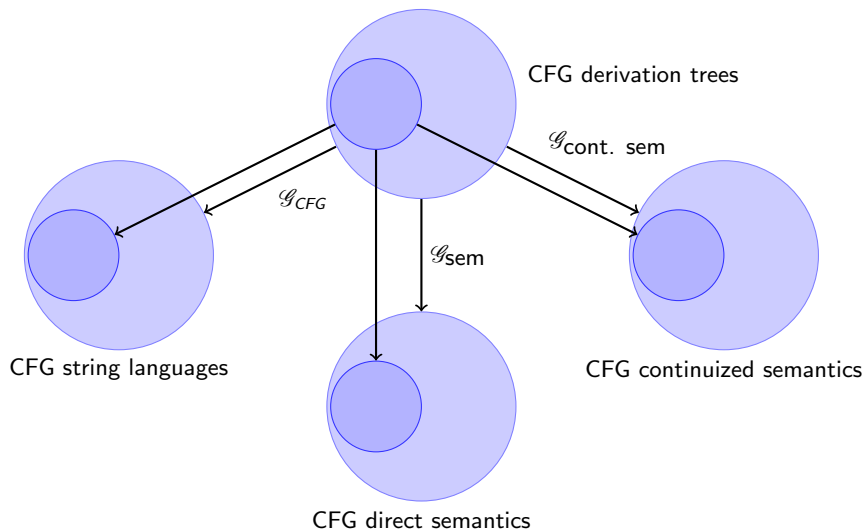 CFG derivation trees
𝒢cont. sem
𝒢CFG
𝒢sem
CFG string languages
CFG continuized semantics
CFG direct semantics